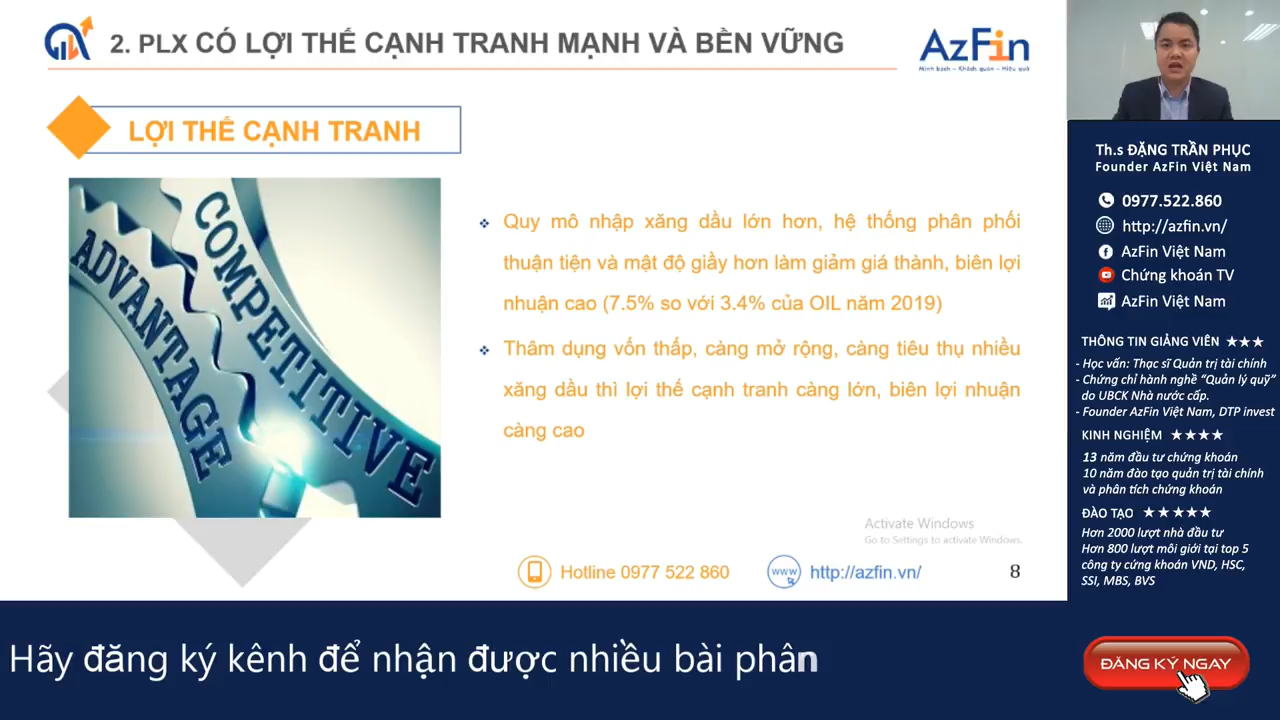 2. PLX CÓ LỢI THẾ CẠNH TRANH MẠNH VÀ BỀN VỮNG
AzFin
Minh bạch – Khách quan – Hiệu quả
LỢI THẾ CẠNH TRANH
COMPETITIVE
ADVANTAGE
❖ Quy mô nhập xăng dầu lớn hơn, hệ thống phân phối
thuận tiện và mật độ giầy hơn làm giảm giá thành, biên lợi
nhuận cao (7.5% so với 3.4% của OIL năm 2019)
❖ Thâm dụng vốn thấp, càng mở rộng, càng tiêu thụ nhiều
xăng dầu thì lợi thế cạnh tranh càng lớn, biên lợi nhuận
càng cao
Activate Windows
Go to Settings to activate Windows.
Hotline 0977 522 860
www
http://azfin.vn/
8
Th.s ĐẶNG TRẦN PHỤC
Founder AzFin Việt Nam
0977.522.860
http://azfin.vn/
AzFin Việt Nam
Chứng khoán TV
AzFin Việt Nam
THÔNG TIN GIẢNG VIÊN ★★★
- Học vấn: Thạc sĩ Quản trị tài chính
- Chứng chỉ hành nghề “Quản lý quỹ”
do UBCK Nhà nước cấp.
- Founder AzFin Việt Nam, DTP invest
KINH NGHIỆM ★★★★
13 năm đầu tư chứng khoán
10 năm đào tạo quản trị tài chính
và phân tích chứng khoán
ĐÀO TẠO ★★★★★
Hơn 2000 lượt nhà đầu tư
Hơn 800 lượt môi giới tại top 5
công ty cứng khoán VND, HSC,
SSI, MBS, BVS
Hãy đăng ký kênh để nhận được nhiều bài phân
ĐĂNG KÝ NGAY